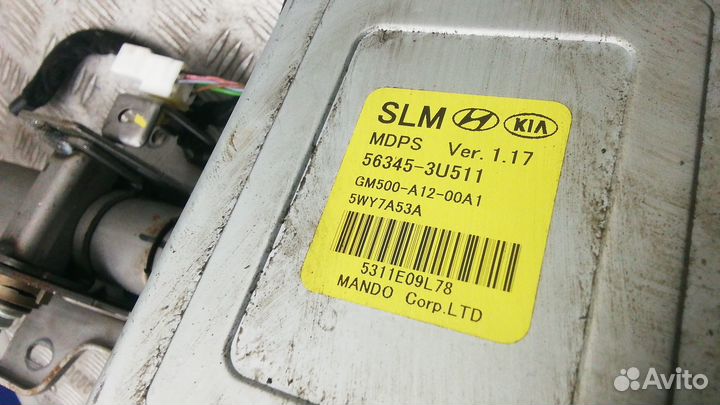 SLM KIA
MDPS Ver. 1.17
56345-3U511
GM500-A12-00A1
5WY7A53A
5311E09L78
MANDO Corp.LTD
Avito